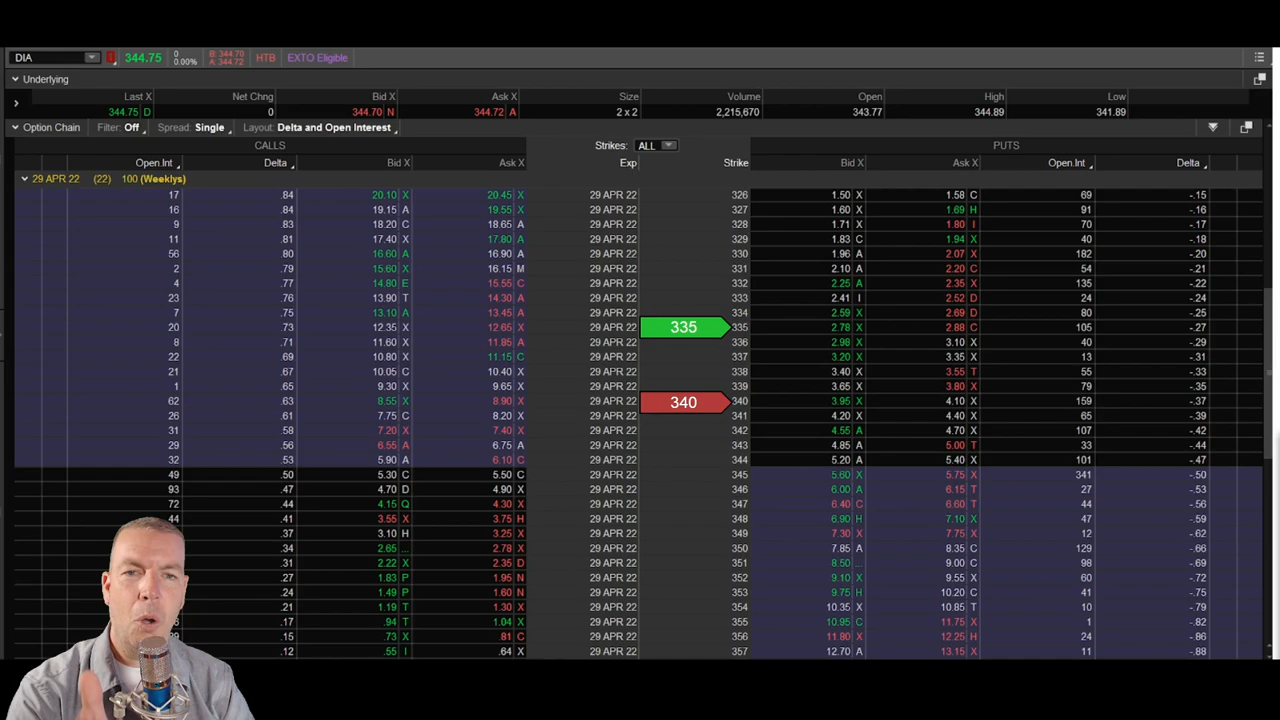 DIA 344.75 0 0.00% B: 344.70 A: 344.72 HTB EXTO Eligible
Underlying
Last X Net Chng Bid X Ask X Size Volume Open High Low
344.75 D 0 344.70 N 344.72 A 2 x 2 2,215,670 343.77 344.89 341.89
Option Chain Filter: Off Spread: Single Layout: Delta and Open Interest
CALLS Strikes: ALL PUTS
Open.Int Delta Bid X Ask X Exp Strike Bid X Ask X Open.Int Delta
29 APR 22 (22) 100 (Weeklys)
17 .84 20.10 X 20.45 X 29 APR 22 326 1.50 X 1.58 C 69 -.15
16 .84 19.15 A 19.55 X 29 APR 22 327 1.60 X 1.69 H 91 -.16
9 .83 18.20 C 18.65 A 29 APR 22 328 1.71 X 1.80 I 70 -.17
11 .81 17.40 X 17.80 A 29 APR 22 329 1.83 C 1.94 X 40 -.18
56 .80 16.60 A 16.90 A 29 APR 22 330 1.96 A 2.07 X 182 -.20
2 .79 15.60 X 16.15 M 29 APR 22 331 2.10 A 2.20 C 54 -.21
4 .77 14.80 E 15.55 C 29 APR 22 332 2.25 A 2.35 X 135 -.22
23 .76 13.90 T 14.30 A 29 APR 22 333 2.41 I 2.52 D 24 -.24
7 .75 13.10 A 13.45 A 29 APR 22 334 2.59 X 2.69 D 80 -.25
20 .73 12.35 X 12.65 X 29 APR 22 335 335 2.78 X 2.88 C 105 -.27
8 .71 11.60 X 11.85 A 29 APR 22 336 2.98 X 3.10 X 40 -.29
22 .69 10.80 X 11.15 C 29 APR 22 337 3.20 X 3.35 X 13 -.31
21 .67 10.05 C 10.40 X 29 APR 22 338 3.40 X 3.55 T 55 -.33
1 .65 9.30 X 9.65 X 29 APR 22 339 3.65 X 3.80 X 79 -.35
62 .63 8.55 X 8.90 X 29 APR 22 340 340 3.95 X 4.10 X 159 -.37
26 .61 7.75 C 8.20 X 29 APR 22 341 4.20 X 4.40 X 65 -.39
31 .58 7.20 X 7.40 X 29 APR 22 342 4.55 A 4.70 X 107 -.42
29 .56 6.55 A 6.75 A 29 APR 22 343 4.85 A 5.00 T 33 -.44
32 .53 5.90 A 6.10 C 29 APR 22 344 5.20 A 5.40 X 101 -.47
49 .50 5.30 C 5.50 C 29 APR 22 345 5.60 X 5.75 X 341 -.50
93 .47 4.70 D 4.90 X 29 APR 22 346 6.00 A 6.15 T 27 -.53
72 .44 4.15 Q 4.30 X 29 APR 22 347 6.40 C 6.60 T 44 -.56
44 .41 3.55 X 3.75 H 29 APR 22 348 6.90 H 7.10 X 47 -.59
.37 3.10 H 3.25 X 29 APR 22 349 7.30 X 7.75 X 12 -.62
.34 2.65 ... 2.78 X 29 APR 22 350 7.85 A 8.35 C 129 -.66
.31 2.22 X 2.35 D 29 APR 22 351 8.50 ... 9.00 C 98 -.69
.27 1.83 P 1.95 N 29 APR 22 352 9.10 X 9.55 X 60 -.72
.24 1.49 P 1.60 N 29 APR 22 353 9.75 H 10.20 C 41 -.75
.21 1.19 T 1.30 X 29 APR 22 354 10.35 X 10.85 T 10 -.79
.17 .94 T 1.04 X 29 APR 22 355 10.95 C 11.75 X 1 -.82
.15 .73 X .81 C 29 APR 22 356 11.80 X 12.25 H 24 -.86
.12 .55 I .64 X 29 APR 22 357 12.70 A 13.15 X 11 -.88